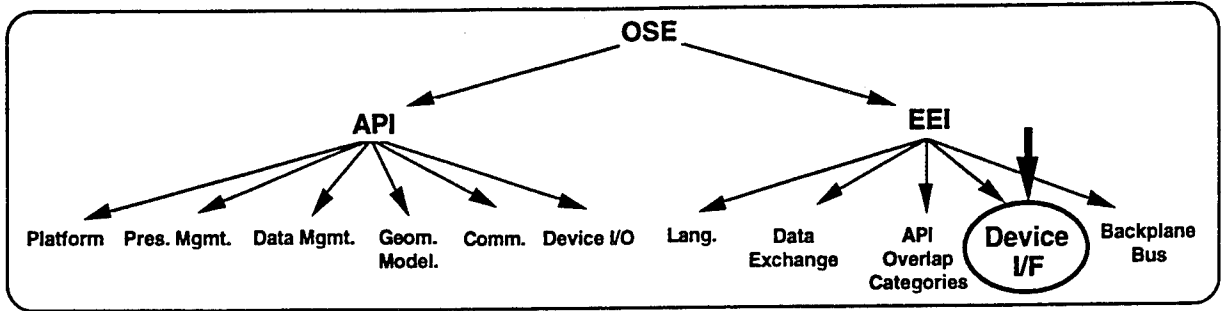 OSE
API
EEI
Platform
Pres. Mgmt.
Data Mgmt.
Geom.
Model.
Comm.
Device I/O
Lang.
Data
Exchange
API
Overlap
Categories
Device
I/F
Backplane
Bus